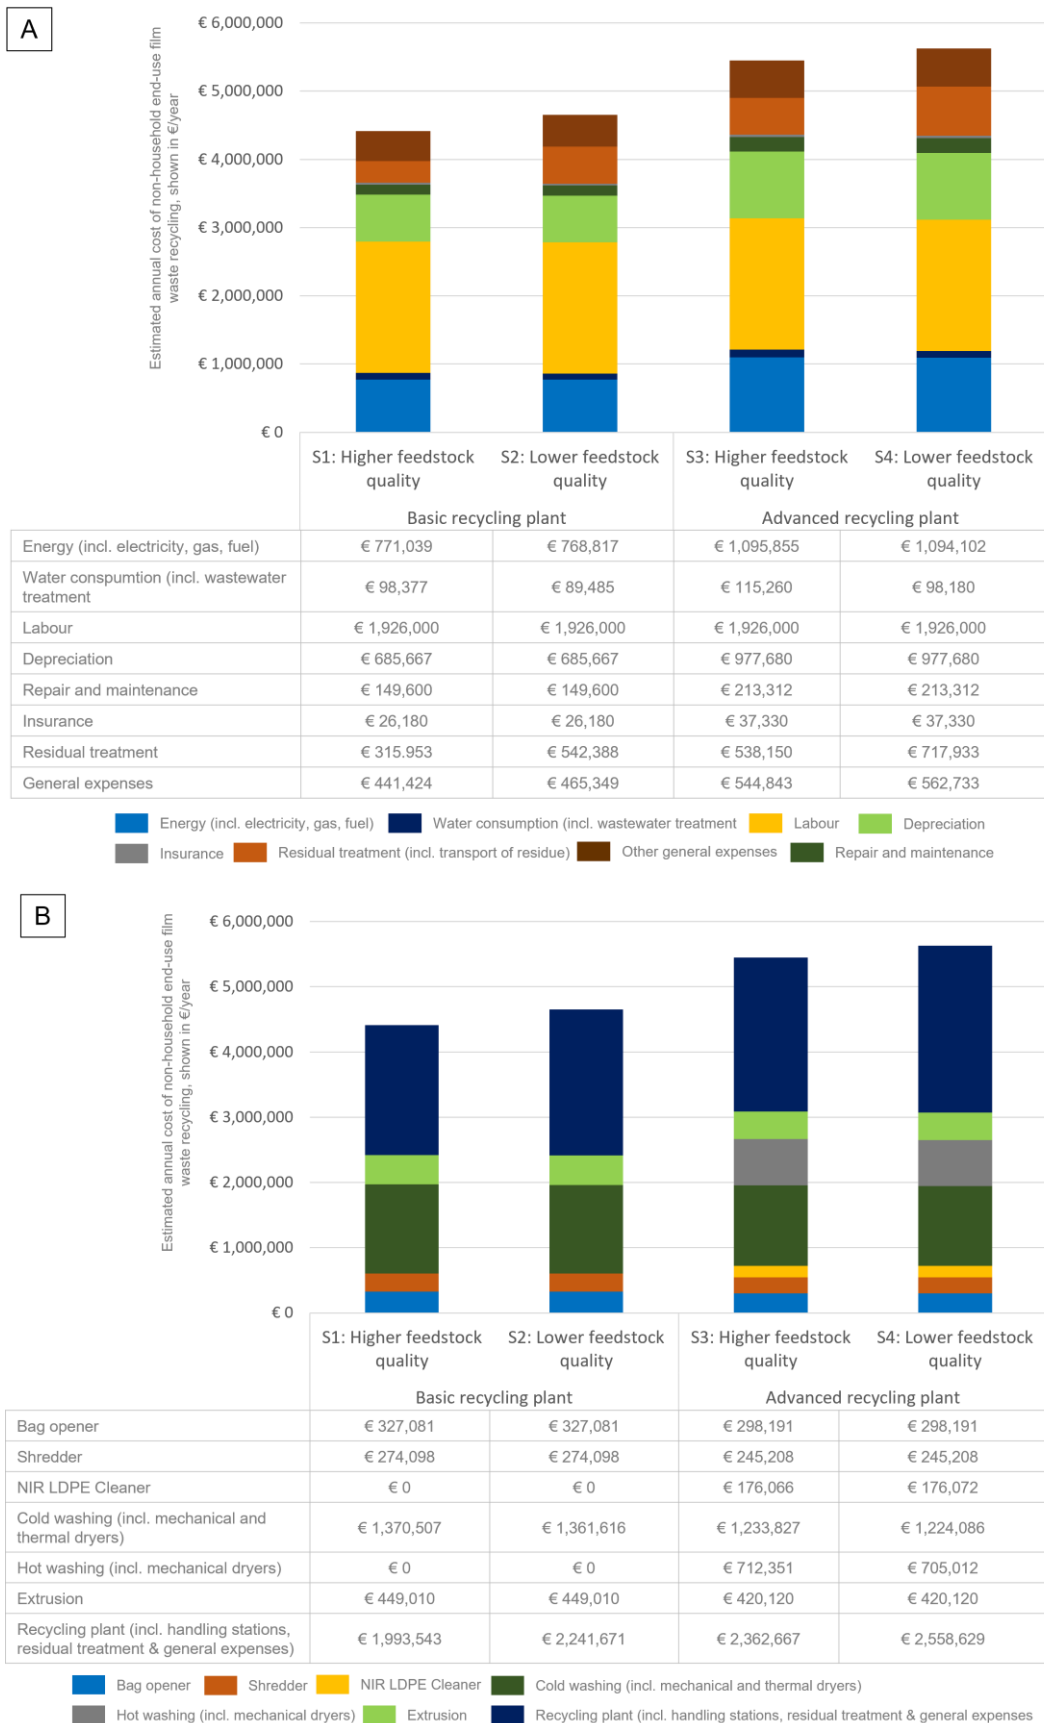 A
Estimated annual cost of non-household end-use film
waste recycling, shown in €/year
€ 6,000,000
€ 5,000,000
€ 4,000,000
€ 3,000,000
€ 2,000,000
€ 1,000,000
€ 0
S1: Higher feedstock quality S2: Lower feedstock quality S3: Higher feedstock quality S4: Lower feedstock quality
Basic recycling plant Advanced recycling plant
Energy (incl. electricity, gas, fuel) € 771,039 € 768,817 € 1,095,855 € 1,094,102
Water conspumtion (incl. wastewater treatment € 98,377 € 89,485 € 115,260 € 98,180
Labour € 1,926,000 € 1,926,000 € 1,926,000 € 1,926,000
Depreciation € 685,667 € 685,667 € 977,680 € 977,680
Repair and maintenance € 149,600 € 149,600 € 213,312 € 213,312
Insurance € 26,180 € 26,180 € 37,330 € 37,330
Residual treatment € 315.953 € 542,388 € 538,150 € 717,933
General expenses € 441,424 € 465,349 € 544,843 € 562,733
Energy (incl. electricity, gas, fuel) Water consumption (incl. wastewater treatment Labour Depreciation
Insurance Residual treatment (incl. transport of residue) Other general expenses Repair and maintenance
B
Estimated annual cost of non-household end-use film
waste recycling, shown in €/year
€ 6,000,000
€ 5,000,000
€ 4,000,000
€ 3,000,000
€ 2,000,000
€ 1,000,000
€ 0
S1: Higher feedstock quality S2: Lower feedstock quality S3: Higher feedstock quality S4: Lower feedstock quality
Basic recycling plant Advanced recycling plant
Bag opener € 327,081 € 327,081 € 298,191 € 298,191
Shredder € 274,098 € 274,098 € 245,208 € 245,208
NIR LDPE Cleaner € 0 € 0 € 176,066 € 176,072
Cold washing (incl. mechanical and thermal dryers) € 1,370,507 € 1,361,616 € 1,233,827 € 1,224,086
Hot washing (incl. mechanical dryers) € 0 € 0 € 712,351 € 705,012
Extrusion € 449,010 € 449,010 € 420,120 € 420,120
Recycling plant (incl. handling stations, residual treatment & general expenses) € 1,993,543 € 2,241,671 € 2,362,667 € 2,558,629
Bag opener Shredder NIR LDPE Cleaner Cold washing (incl. mechanical and thermal dryers)
Hot washing (incl. mechanical dryers) Extrusion Recycling plant (incl. handling stations, residual treatment & general expenses